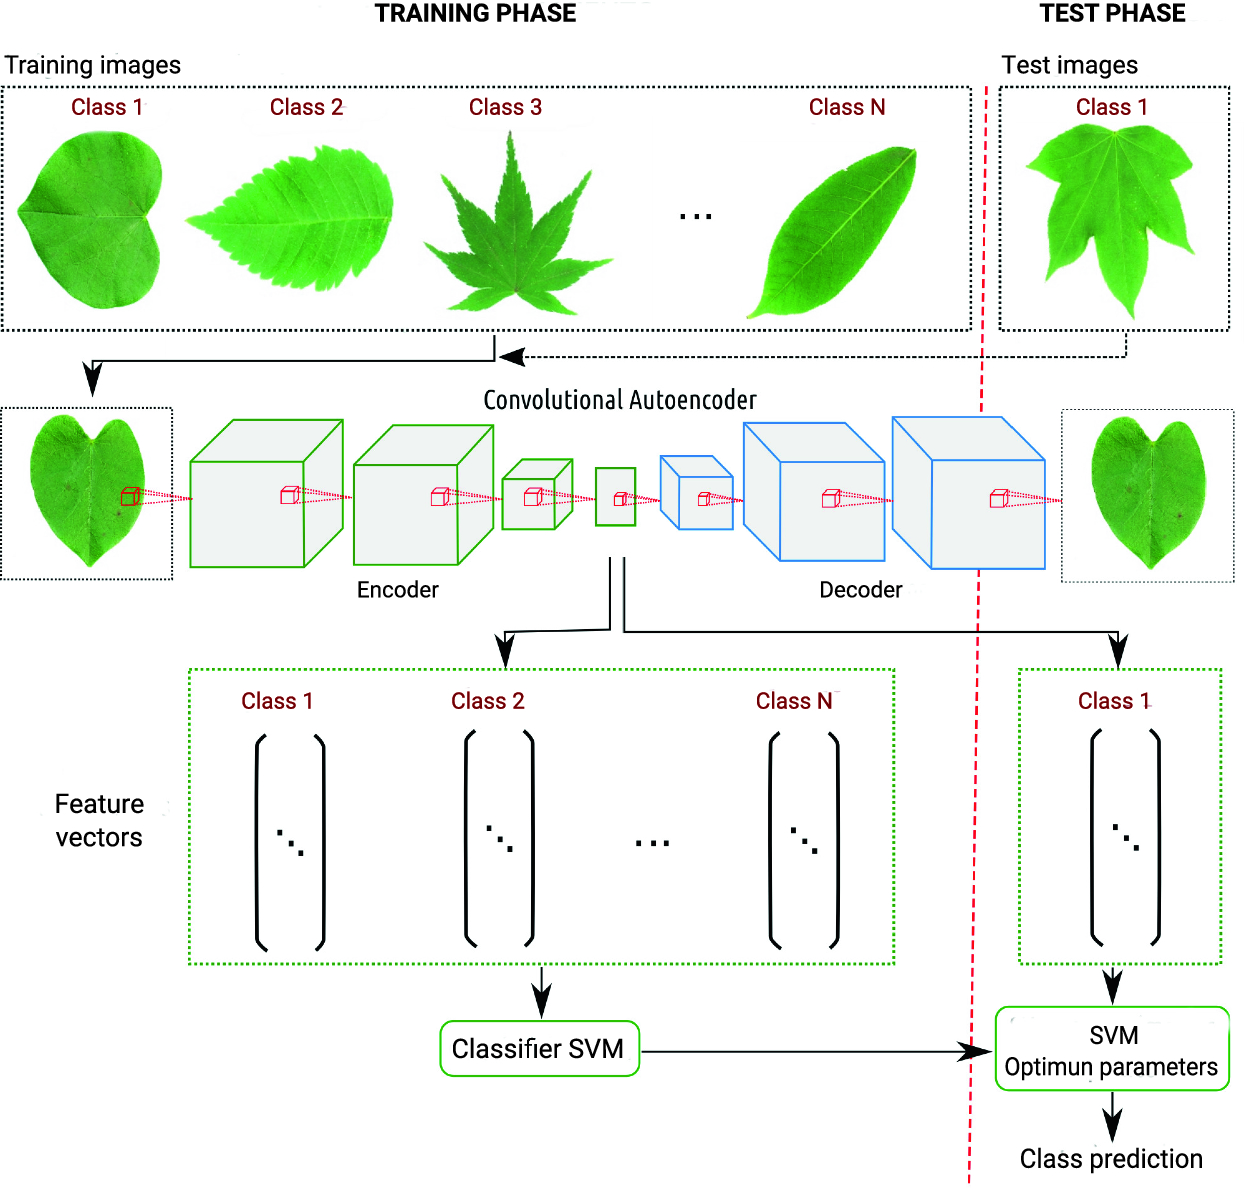 TRAINING PHASE
TEST PHASE
Training images
Test images
Class 1
Class 2
Class 3
...
Class N
Class 1
Convolutional Autoencoder
Encoder
Decoder
Class 1
Class 2
...
Class N
Class 1
Feature
vectors
Classifier SVM
SVM
Optimun parameters
Class prediction